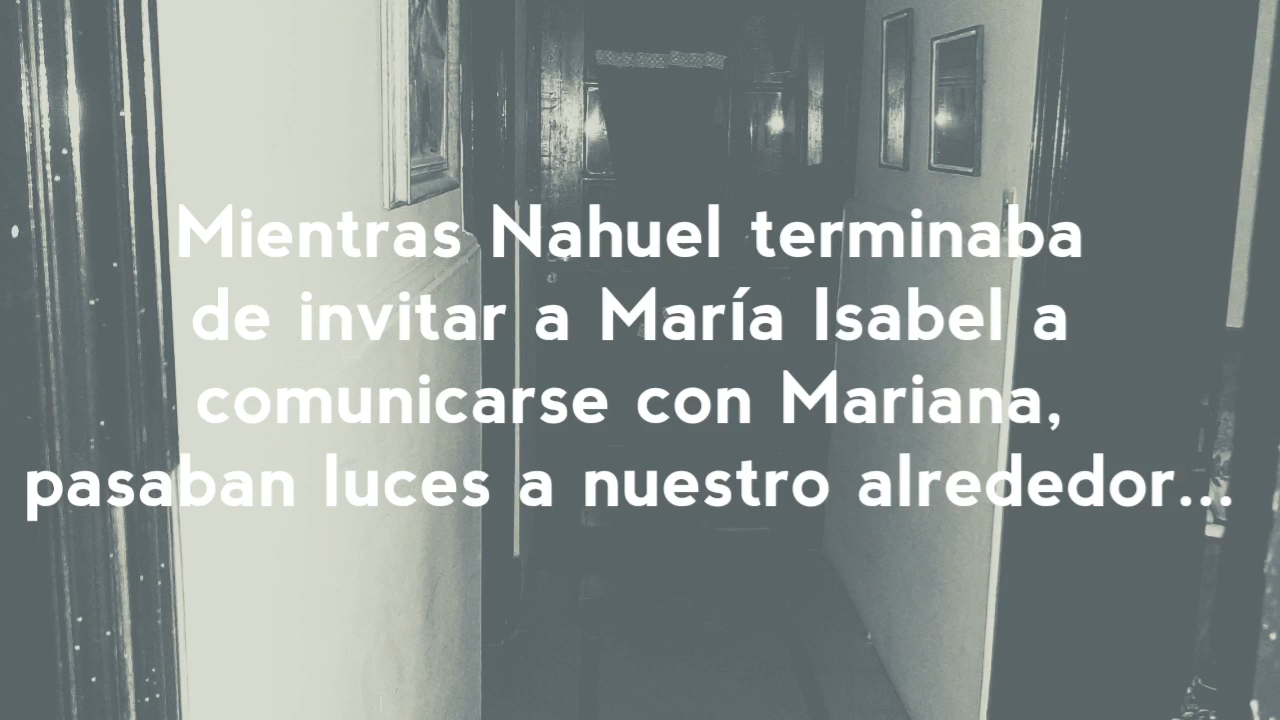 Mientras Nahuel terminaba
de invitar a María Isabel a
comunicarse con Mariana,
pasaban luces a nuestro alrededor...